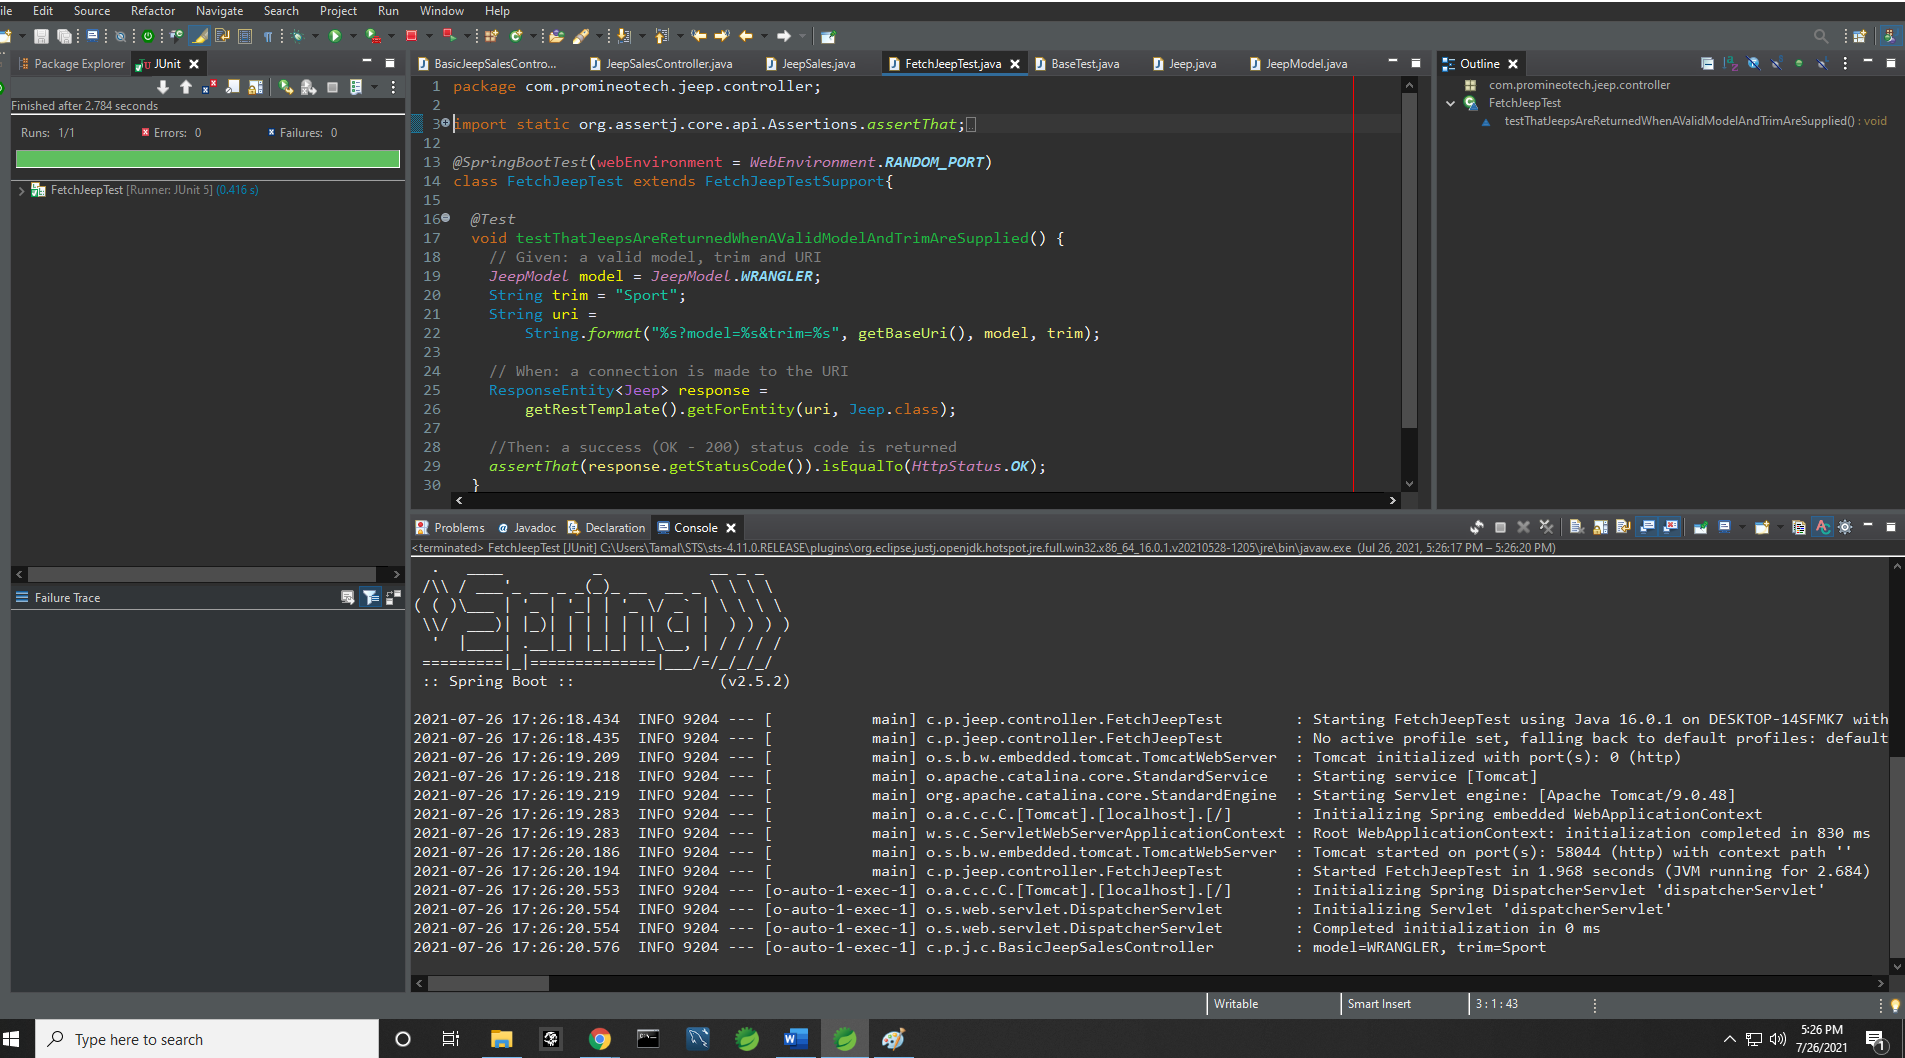 ile Edit Source Refactor Navigate Search Project Run Window Help
Package Explorer JUnit
Finished after 2.784 seconds
Runs: 1/1 Errors: 0 Failures: 0
FetchJeepTest [Runner: JUnit 5] (0.416 s)
Failure Trace
BasicJeepSalesContro... JeepSalesController.java JeepSales.java FetchJeepTest.java BaseTest.java Jeep.java JeepModel.java
1 package com.promineotech.jeep.controller;
2
3 import static org.assertj.core.api.Assertions.assertThat;
12
13 @SpringBootTest(webEnvironment = WebEnvironment.RANDOM_PORT)
14 class FetchJeepTest extends FetchJeepTestSupport{
15
16 @Test
17 void testThatJeepsAreReturnedWhenAValidModelAndTrimAreSupplied() {
18 // Given: a valid model, trim and URI
19 JeepModel model = JeepModel.WRANGLER;
20 String trim = "Sport";
21 String uri =
22 String.format("%s?model=%s&trim=%s", getBaseUri(), model, trim);
23
24 // When: a connection is made to the URI
25 ResponseEntity<Jeep> response =
26 getRestTemplate().getForEntity(uri, Jeep.class);
27
28 //Then: a success (OK - 200) status code is returned
29 assertThat(response.getStatusCode()).isEqualTo(HttpStatus.OK);
30 }
Outline
com.promineotech.jeep.controller
FetchJeepTest
testThatJeepsAreReturnedWhenAValidModelAndTrimAreSupplied() : void
Problems Javadoc Declaration Console
<terminated> FetchJeepTest [JUnit] C:\Users\Tamal\STS\sts-4.11.0.RELEASE\plugins\org.eclipse.justj.openjdk.hotspot.jre.full.win32.x86_64_16.0.1.v20210528-1205\jre\bin\javaw.exe (Jul 26, 2021, 5:26:17 PM – 5:26:20 PM)
  .   ____          _            __ _ _
 /\\ / ___'_ __ _ _(_)_ __  __ _ \ \ \ \
( ( )\___ | '_ | '_| | '_ \/ _` | \ \ \ \
 \\/  ___)| |_)| | | | | || (_| |  ) ) ) )
  '  |____| .__|_| |_|_| |_\__, | / / / /
 =========|_|==============|___/=/_/_/_/
 :: Spring Boot ::                (v2.5.2)
2021-07-26 17:26:18.434 INFO 9204 --- [ main] c.p.jeep.controller.FetchJeepTest : Starting FetchJeepTest using Java 16.0.1 on DESKTOP-14SFMK7 with
2021-07-26 17:26:18.435 INFO 9204 --- [ main] c.p.jeep.controller.FetchJeepTest : No active profile set, falling back to default profiles: default
2021-07-26 17:26:19.209 INFO 9204 --- [ main] o.s.b.w.embedded.tomcat.TomcatWebServer : Tomcat initialized with port(s): 0 (http)
2021-07-26 17:26:19.218 INFO 9204 --- [ main] o.apache.catalina.core.StandardService : Starting service [Tomcat]
2021-07-26 17:26:19.219 INFO 9204 --- [ main] org.apache.catalina.core.StandardEngine : Starting Servlet engine: [Apache Tomcat/9.0.48]
2021-07-26 17:26:19.283 INFO 9204 --- [ main] o.a.c.c.C.[Tomcat].[localhost].[/] : Initializing Spring embedded WebApplicationContext
2021-07-26 17:26:19.283 INFO 9204 --- [ main] w.s.c.ServletWebServerApplicationContext : Root WebApplicationContext: initialization completed in 830 ms
2021-07-26 17:26:20.186 INFO 9204 --- [ main] o.s.b.w.embedded.tomcat.TomcatWebServer : Tomcat started on port(s): 58044 (http) with context path ''
2021-07-26 17:26:20.194 INFO 9204 --- [ main] c.p.jeep.controller.FetchJeepTest : Started FetchJeepTest in 1.968 seconds (JVM running for 2.684)
2021-07-26 17:26:20.553 INFO 9204 --- [o-auto-1-exec-1] o.a.c.c.C.[Tomcat].[localhost].[/] : Initializing Spring DispatcherServlet 'dispatcherServlet'
2021-07-26 17:26:20.554 INFO 9204 --- [o-auto-1-exec-1] o.s.web.servlet.DispatcherServlet : Initializing Servlet 'dispatcherServlet'
2021-07-26 17:26:20.554 INFO 9204 --- [o-auto-1-exec-1] o.s.web.servlet.DispatcherServlet : Completed initialization in 0 ms
2021-07-26 17:26:20.576 INFO 9204 --- [o-auto-1-exec-1] c.p.j.c.BasicJeepSalesController : model=WRANGLER, trim=Sport
Writable Smart Insert 3 : 1 : 43
Type here to search
5:26 PM
7/26/2021
1